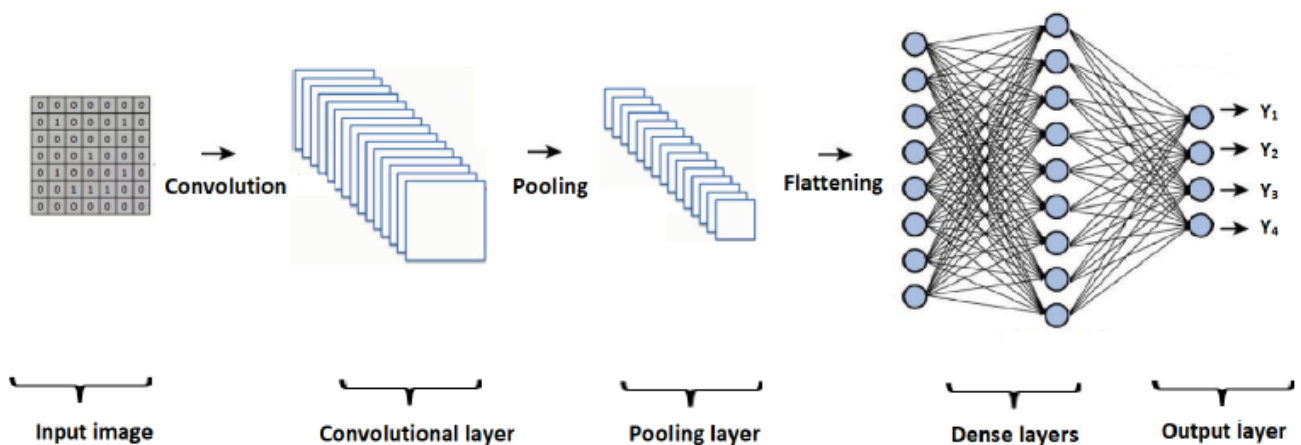 0 0 0 0 0 0 0
0 1 0 0 0 1 0
0 0 0 0 0 0 0
0 0 0 1 0 0 0
0 1 0 0 0 1 0
0 0 1 1 1 0 0
0 0 0 0 0 0 0
Convolution
Pooling
Flattening
Y1
Y2
Y3
Y4
Input image
Convolutional layer
Pooling layer
Dense layers
Output layer